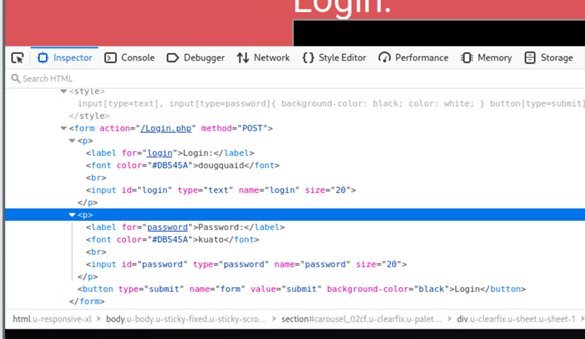 Login:
Inspector Console Debugger Network Style Editor Performance Memory Storage
Search HTML
<style>
input[type=text], input[type=password]{ background-color: black; color: white; } button[type=submit]
</style>
<form action="/Login.php" method="POST">
<p>
<label for="login">Login:</label>
<font color="#DB545A">dougquaid</font>
<br>
<input id="login" type="text" name="login" size="20">
</p>
<p>
<label for="password">Password:</label>
<font color="#DB545A">kuato</font>
<br>
<input id="password" type="password" name="password" size="20">
</p>
<button type="submit" name="form" value="submit" background-color="black">Login</button>
</form>
html.u-responsive-xl > body.u-body.u-sticky-fixed.u-sticky-scro... > section#carousel_02cf.u-clearfix.u-palet... > div.u-clearfix.u-sheet.u-sheet-1 >